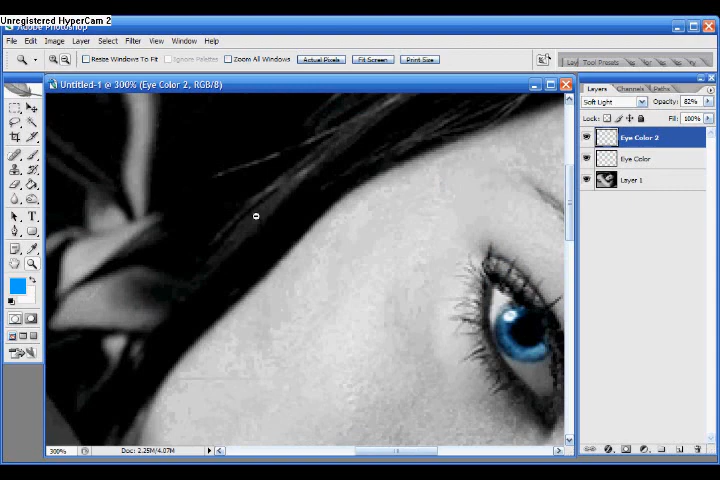 Unregistered HyperCam 2
File Edit Image Layer Select Filter View Window Help
Resize Windows To Fit Ignore Palettes Zoom All Windows Actual Pixels Fit Screen Print Size
Tool Presets
Untitled-1 @ 300% (Eye Color 2, RGB/8)
Layers Channels Paths
Soft Light Opacity: 82%
Lock: Fill: 100%
Eye Color 2
Eye Color
Layer 1
T
300% Doc: 2.25M/4.07M